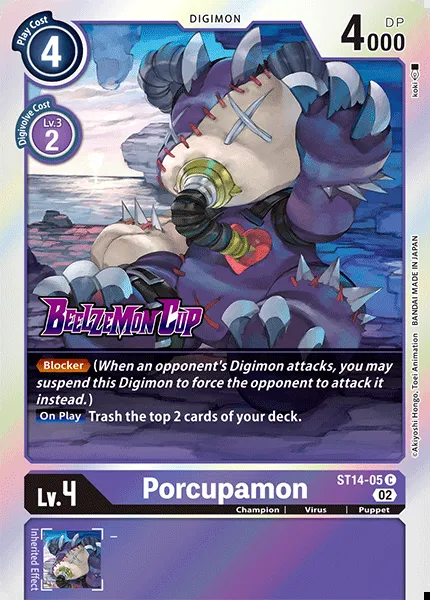 DIGIMON
Play Cost
4
DP
4000
Digivolve Cost
Lv.3
2
koki
BEELZEMON CUP
Blocker (When an opponent's Digimon attacks, you may
suspend this Digimon to force the opponent to attack it
instead.)
On Play Trash the top 2 cards of your deck.
©Akiyoshi Hongo, Toei Animation BANDAI MADE IN JAPAN
Lv.4
Porcupamon
ST14-05 C
02
Champion | Virus | Puppet
Inherited Effect
-